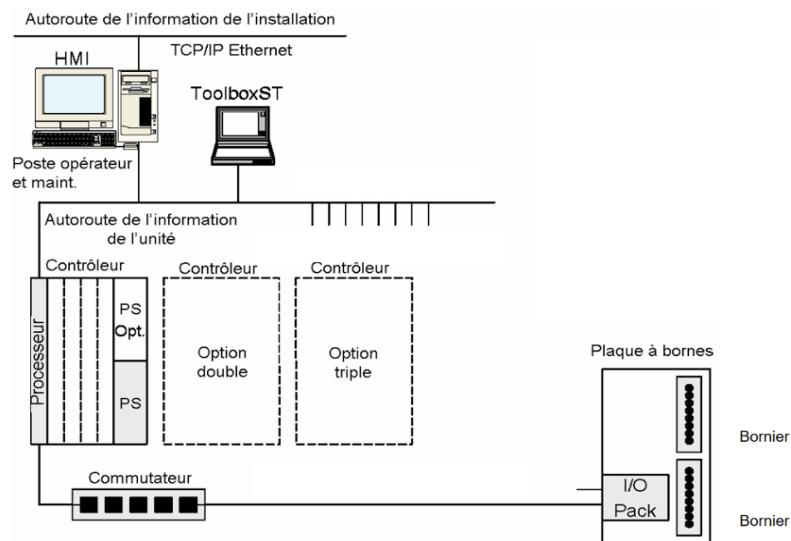 Autoroute de l'information de l'installation
TCP/IP Ethernet
HMI
ToolboxST
Poste opérateur
et maint.
Autoroute de l'information
de l'unité
Contrôleur
Contrôleur
Contrôleur
Processeur
PS
Opt.
PS
Option
double
Option
triple
Plaque à bornes
Bornier
Commutateur
I/O
Pack
Bornier